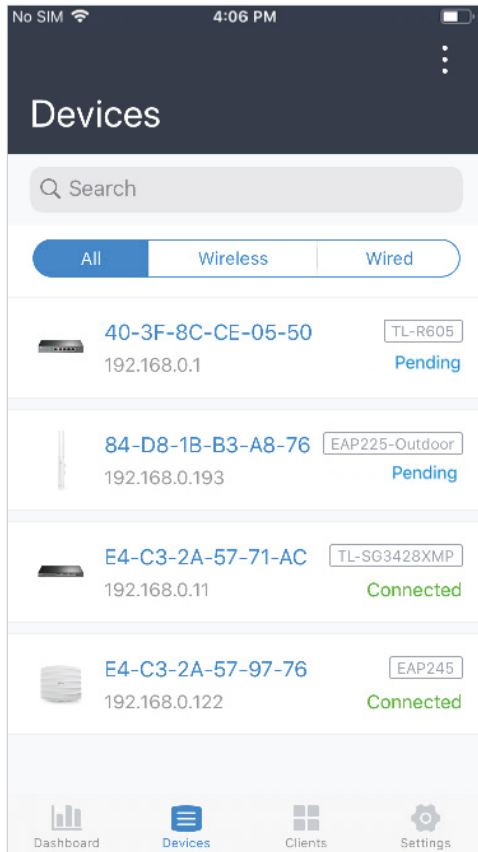 No SIM 4:06 PM
Devices
Search
All Wireless Wired
40-3F-8C-CE-05-50 TL-R605
192.168.0.1 Pending
84-D8-1B-B3-A8-76 EAP225-Outdoor
192.168.0.193 Pending
E4-C3-2A-57-71-AC TL-SG3428XMP
192.168.0.11 Connected
E4-C3-2A-57-97-76 EAP245
192.168.0.122 Connected
Dashboard Devices Clients Settings